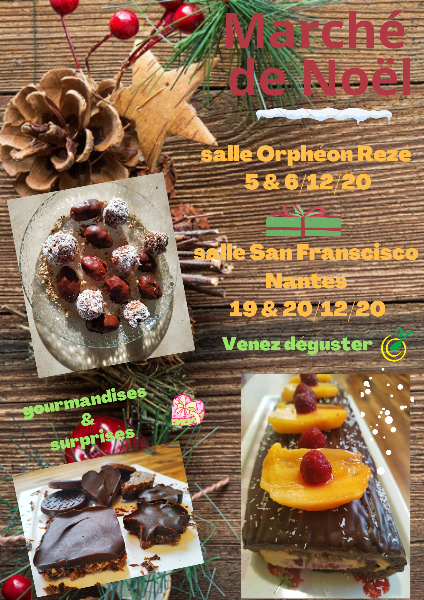 Marché
de Noël
salle Orphéon Reze
5 & 6/12/20
salle San Franscisco
Nantes
19 & 20/12/20
Venez déguster
gourmandises
&
surprises